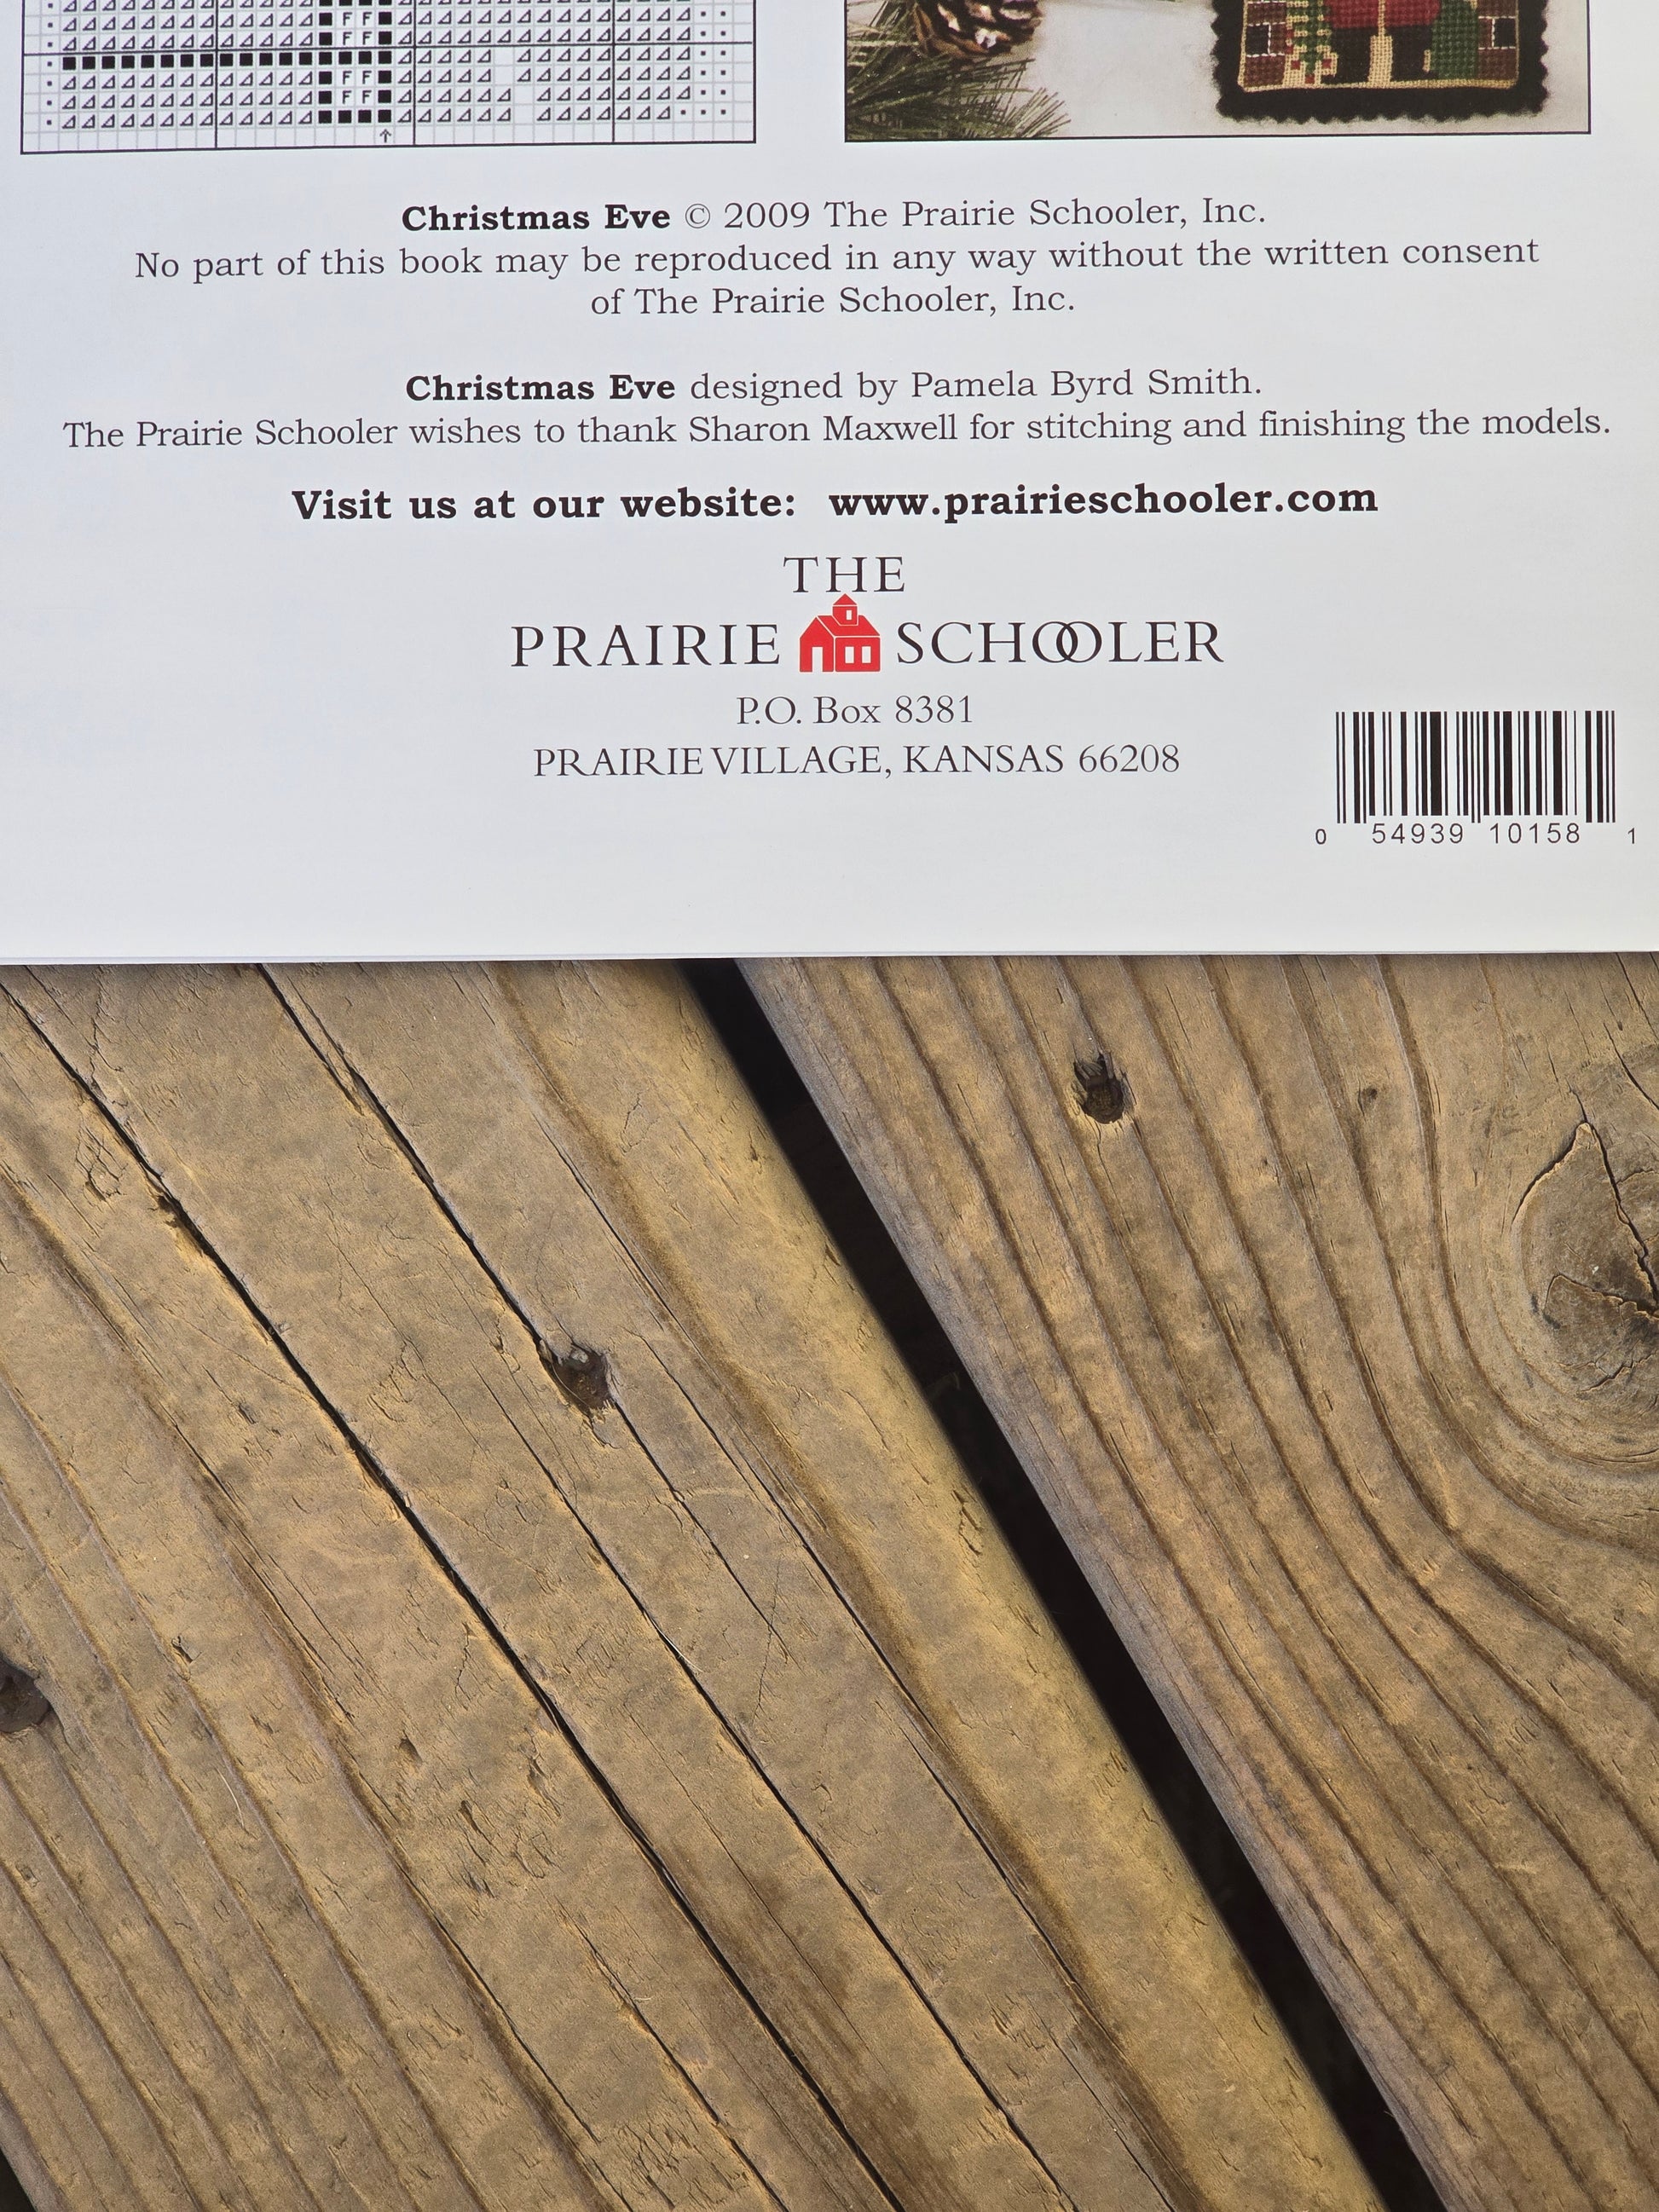 F F
F F
F F
F F
Christmas Eve © 2009 The Prairie Schooler, Inc.
No part of this book may be reproduced in any way without the written consent
of The Prairie Schooler, Inc.
Christmas Eve designed by Pamela Byrd Smith.
The Prairie Schooler wishes to thank Sharon Maxwell for stitching and finishing the models.
Visit us at our website: www.prairieschooler.com
THE
PRAIRIE SCHOOLER
P.O. Box 8381
PRAIRIE VILLAGE, KANSAS 66208
0 54939 10158 1